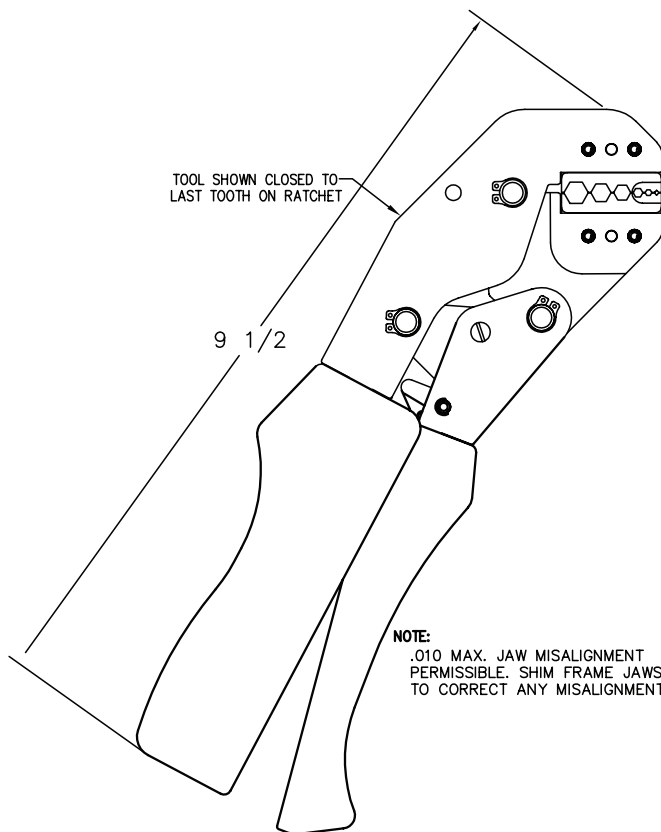 TOOL SHOWN CLOSED TO
LAST TOOTH ON RATCHET
9 1/2
NOTE:
.010 MAX. JAW MISALIGNMENT
PERMISSIBLE. SHIM FRAME JAWS
TO CORRECT ANY MISALIGNMENT